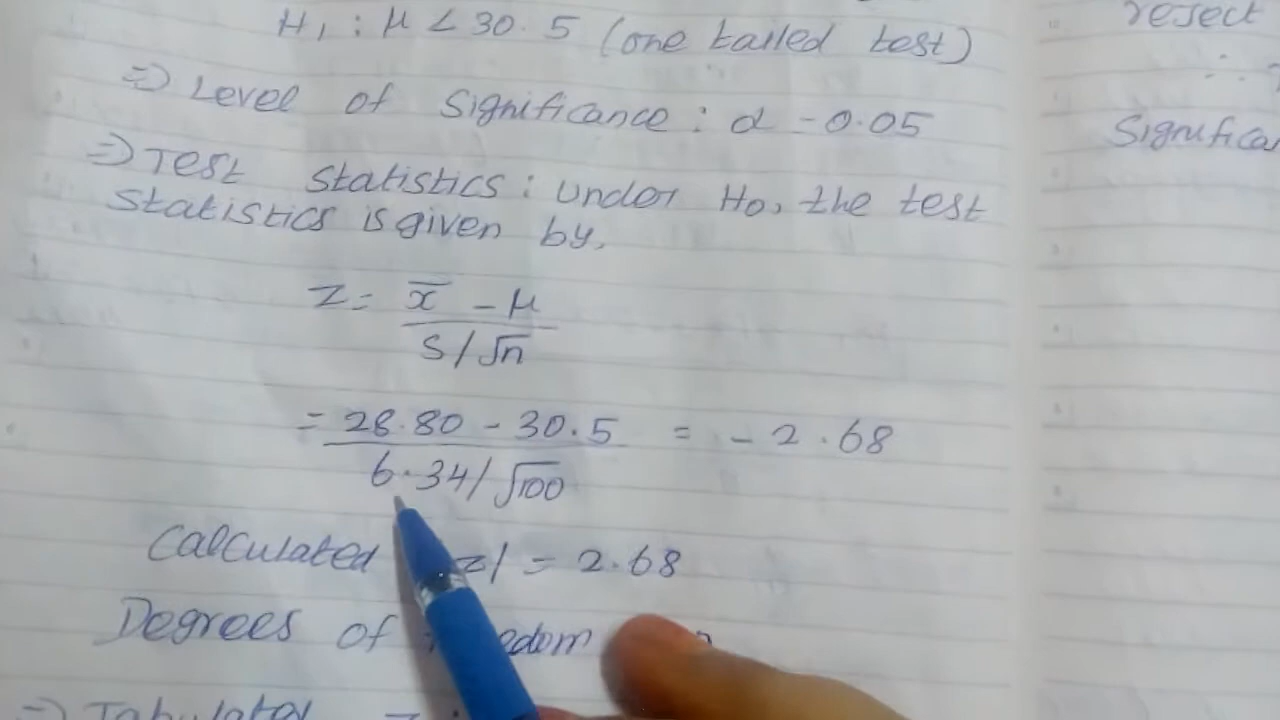 H₁ : μ < 30.5 (one tailed test)
⇒ Level of Significance : α - 0.05
⇒ Test Statistics : Under H₀, the test
Statistics is given by,
Z = x̄ - μ
S/√n
= 28.80 - 30.5 = - 2.68
6.34/√100
Calculated z| = 2.68
Degrees of
⇒ Tabulated
reject
∴
Significa